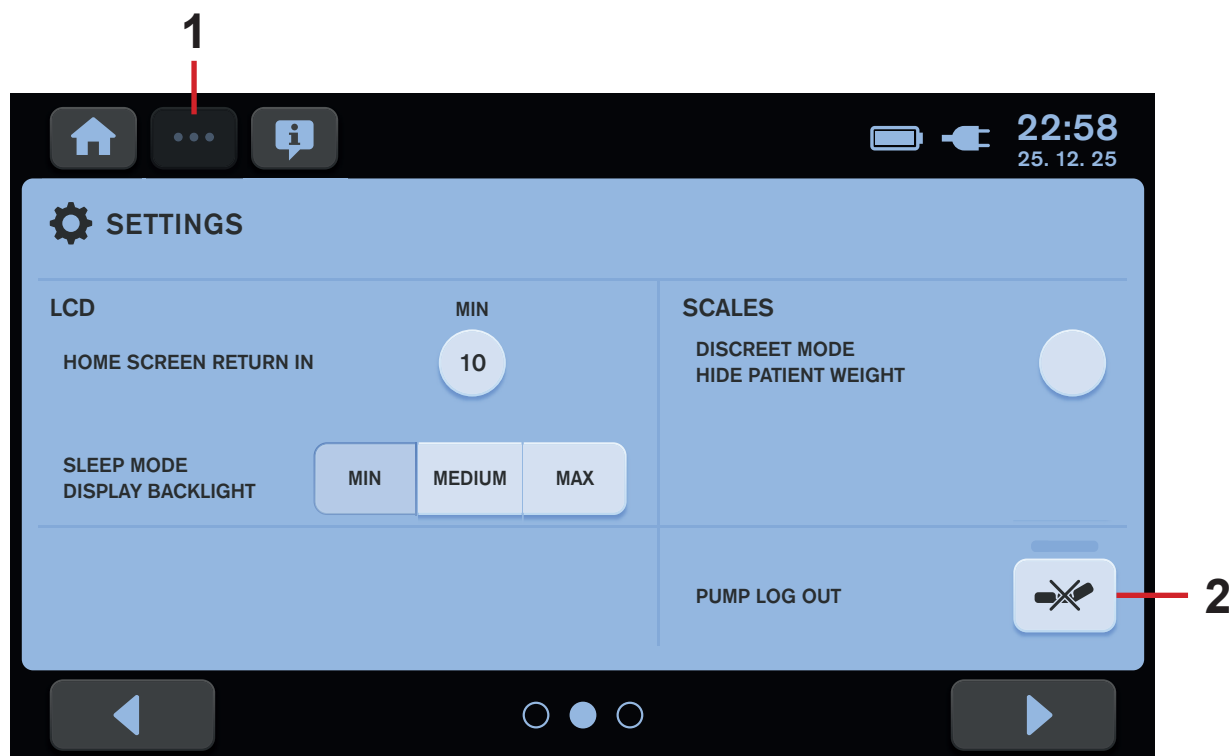 1
22:58
25. 12. 25
SETTINGS
LCD
MIN
HOME SCREEN RETURN IN
10
SLEEP MODE
DISPLAY BACKLIGHT
MIN
MEDIUM
MAX
SCALES
DISCREET MODE
HIDE PATIENT WEIGHT
PUMP LOG OUT
2